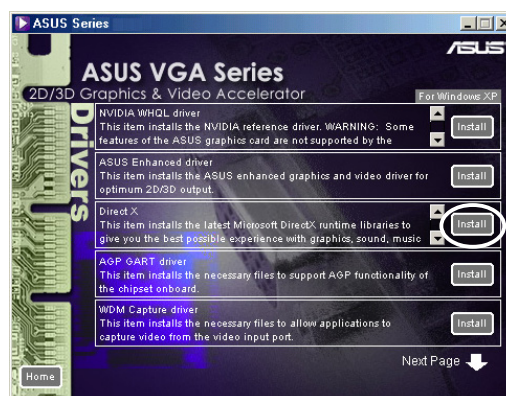 ASUS Series
ASUS
ASUS VGA Series
2D/3D Graphics & Video Accelerator
For Windows XP
Drivers
NVIDIA WHQL driver
This item installs the NVIDIA reference driver. WARNING: Some
features of the ASUS graphics card are not supported by the
Install
ASUS Enhanced driver
This item installs the ASUS enhanced graphics and video driver for
optimum 2D/3D output.
Install
Direct X
This item installs the latest Microsoft DirectX runtime libraries to
give you the best possible experience with graphics, sound, music
Install
AGP GART driver
This item installs the necessary files to support AGP functionality of
the chipset onboard.
Install
WDM Capture driver
This item installs the necessary files to allow applications to
capture video from the video input port.
Install
Next Page
Home